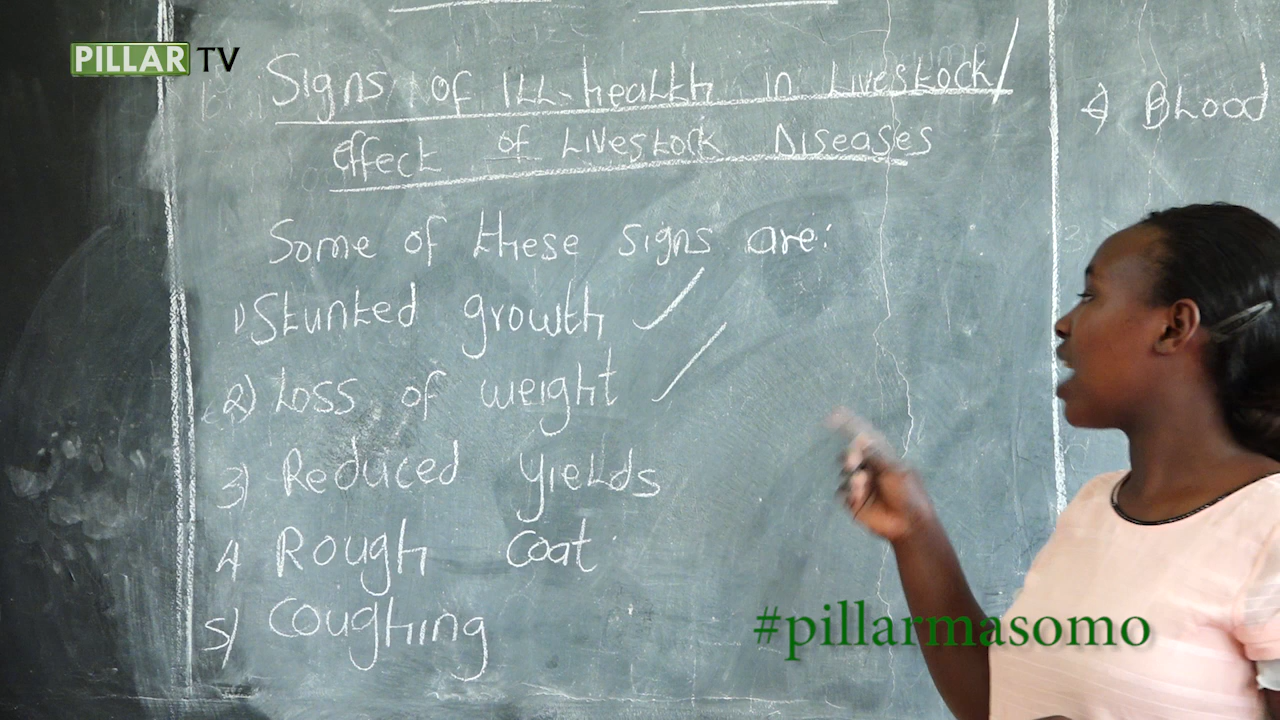 PILLAR TV
Signs of ILL-health in Livestock/
effect of Livestock Diseases
Some of these signs are:
1) Stunted growth
2) Loss of weight
3) Reduced Yields
4 Rough coat
5) Coughing
4) Blood
#pillarmasomo